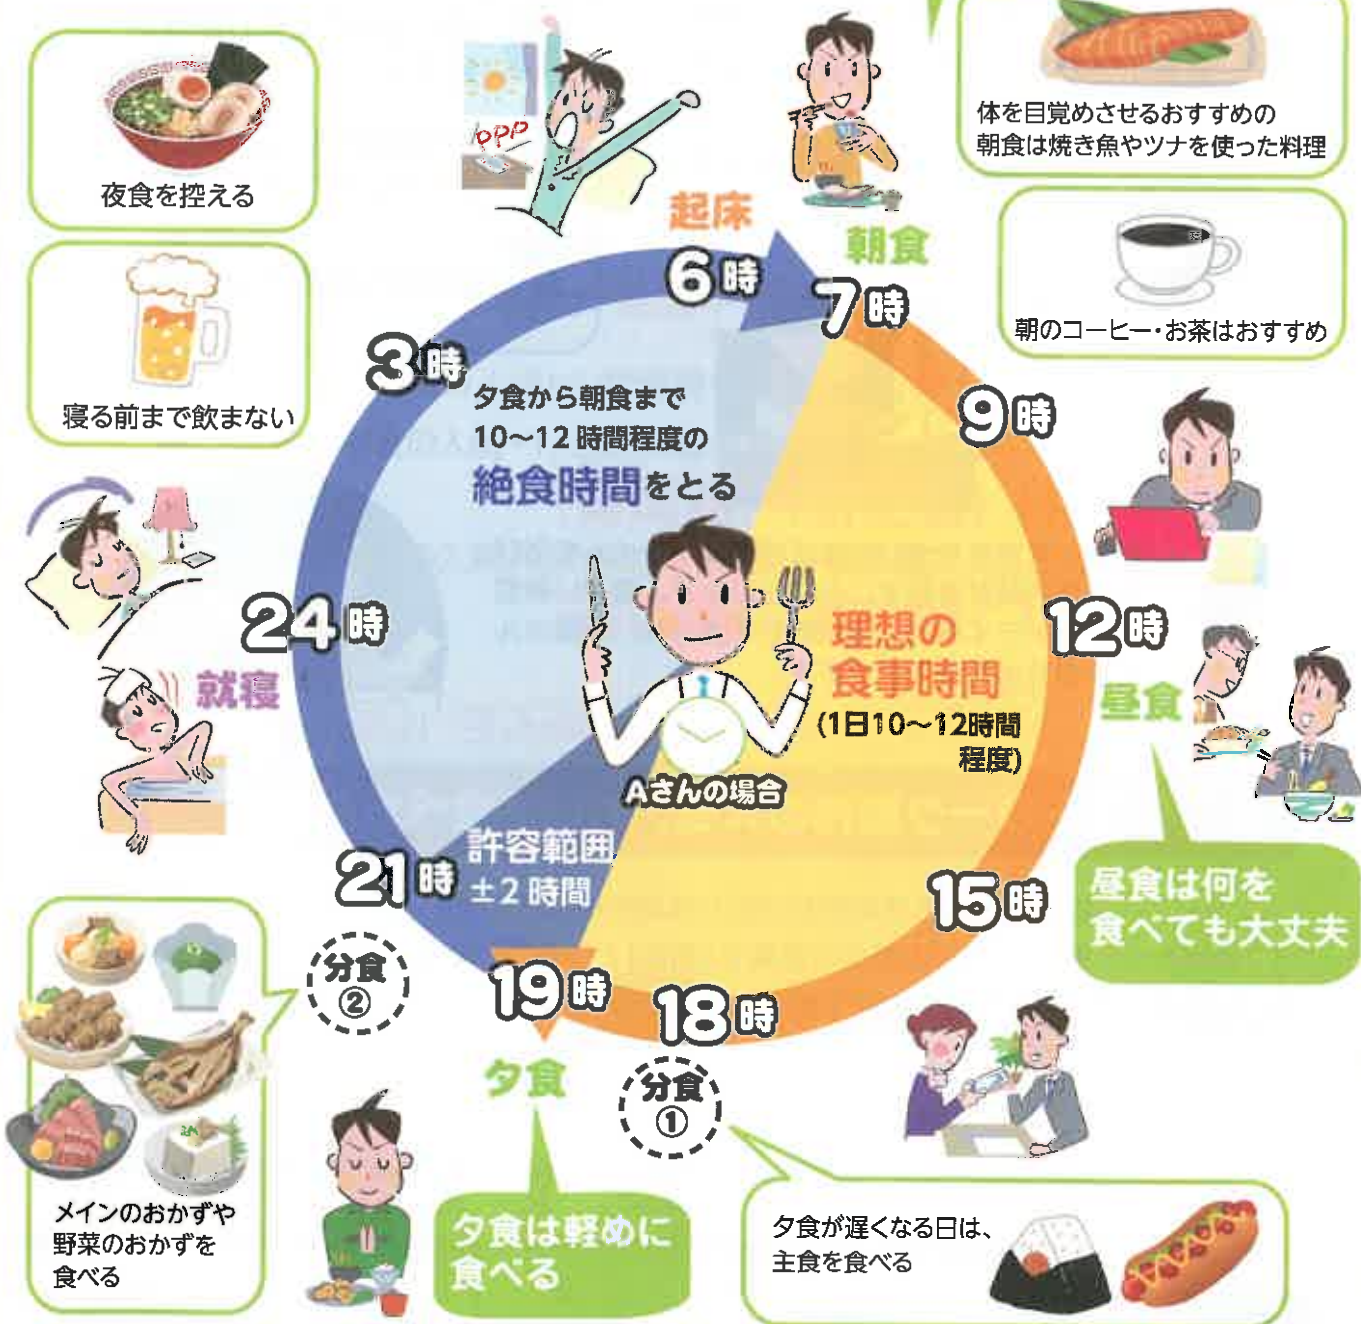 夜食を控える
寝る前まで飲まない
PPP
体を目覚めさせるおすすめの
朝食は焼き魚やツナを使った料理
朝のコーヒー・お茶はおすすめ
起床
6時
朝食
7時
3時
9時
夕食から朝食まで
10～12時間程度の
絶食時間をとる
24時
就寝
理想の
食事時間
(1日10～12時間
程度)
12時
昼食
Aさんの場合
許容範囲
±2時間
21時
15時
昼食は何を
食べても大丈夫
分食
②
19時
18時
夕食
分食
①
メインのおかずや
野菜のおかずを
食べる
夕食は軽めに
食べる
夕食が遅くなる日は、
主食を食べる